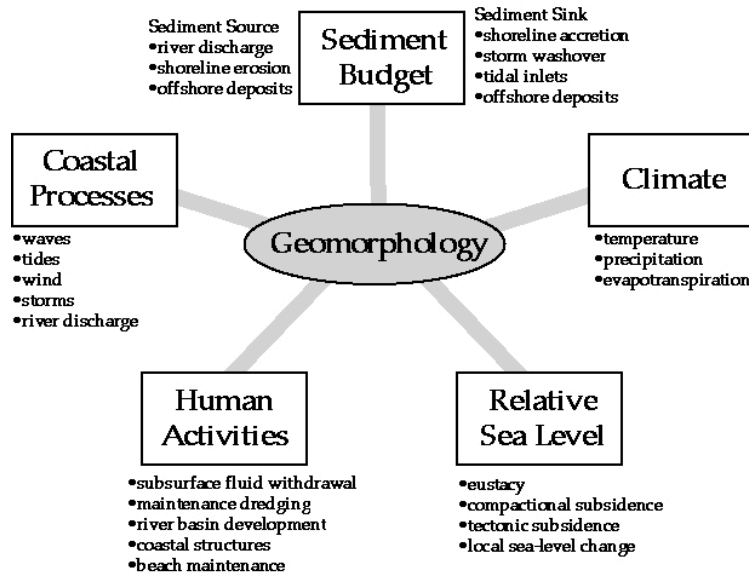 Sediment Source
•river discharge
•shoreline erosion
•offshore deposits
Sediment
Budget
Sediment Sink
•shoreline accretion
•storm washover
•tidal inlets
•offshore deposits
Coastal
Processes
•waves
•tides
•wind
•storms
•river discharge
Geomorphology
Climate
•temperature
•precipitation
•evapotranspiration
Human
Activities
•subsurface fluid withdrawal
•maintenance dredging
•river basin development
•coastal structures
•beach maintenance
Relative
Sea Level
•eustacy
•compactional subsidence
•tectonic subsidence
•local sea-level change